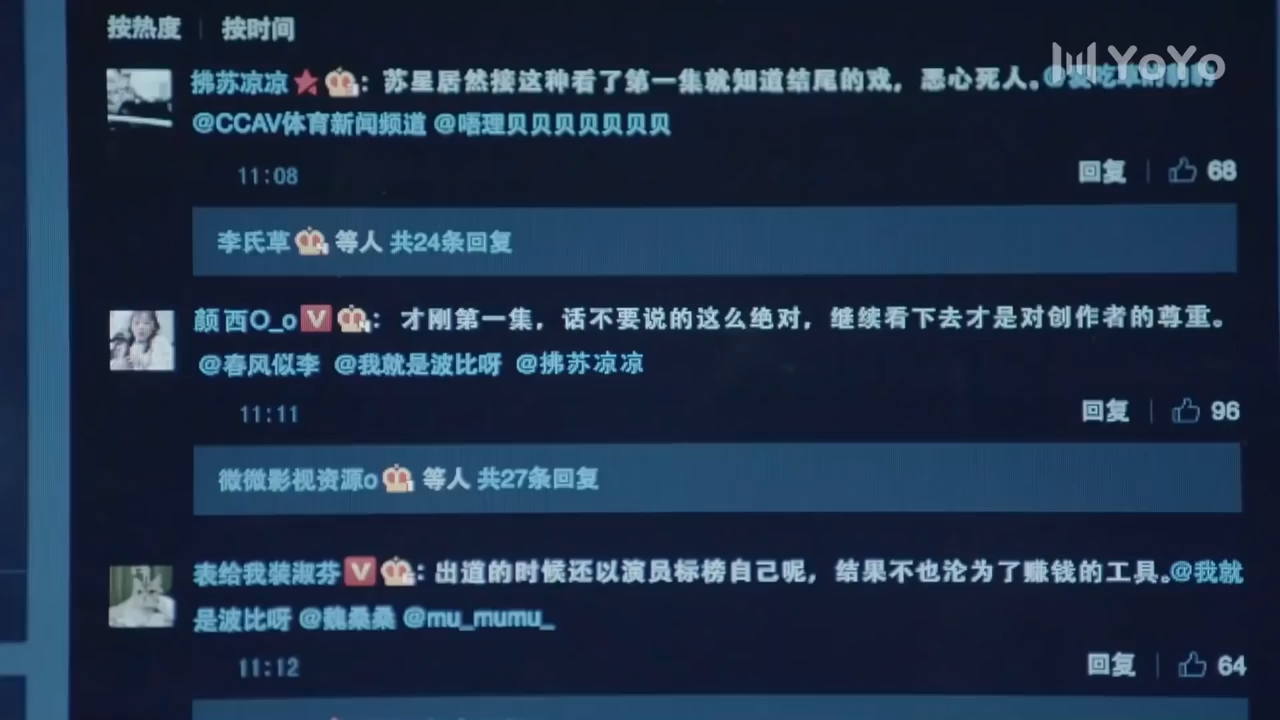 按热度 | 按时间
YoYo
拂苏凉凉：苏星居然接这种看了第一集就知道结尾的戏，恶心死人。
@CCAV体育新闻频道 @唔理贝贝贝贝贝贝贝
11:08
回复 | 68
李氏草 等人 共24条回复
颜西O_o V：才刚第一集，话不要说的这么绝对，继续看下去才是对创作者的尊重。
@春风似李 @我就是波比呀 @拂苏凉凉
11:11
回复 | 96
微微影视资源o 等人 共27条回复
表给我装淑芬 V：出道的时候还以演员标榜自己呢，结果不也沦为了赚钱的工具。@我就
是波比呀 @魏桑桑 @mu_mumu_
11:12
回复 | 64